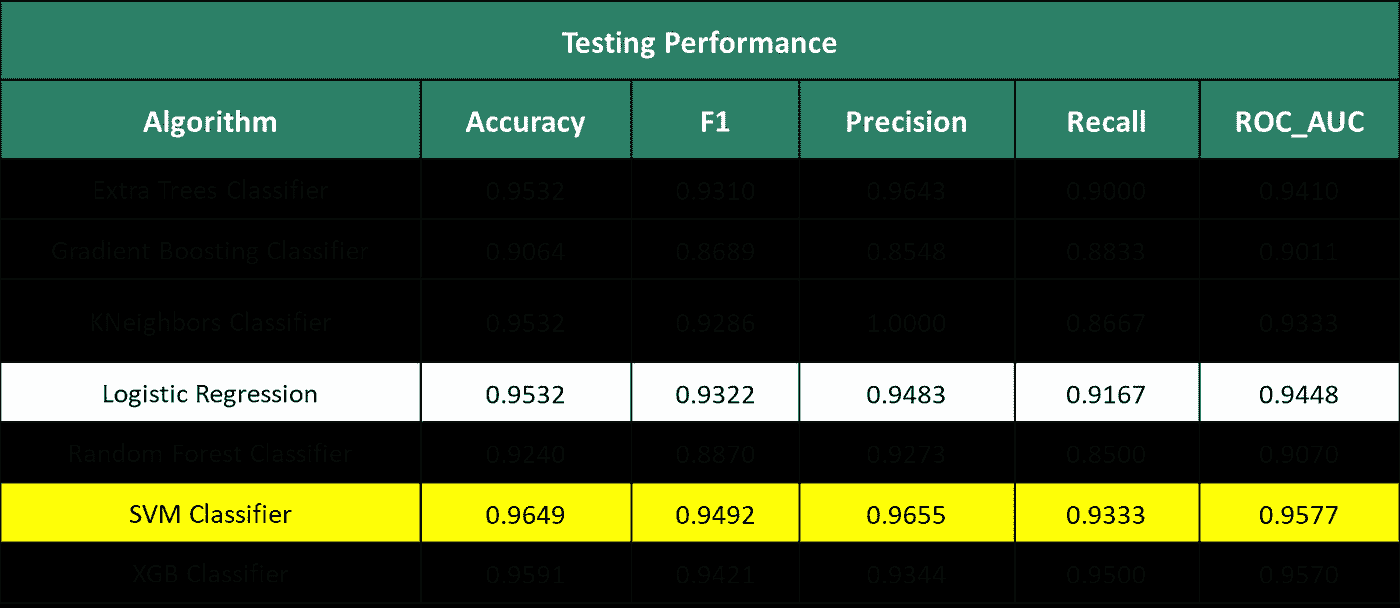 Testing Performance
Algorithm Accuracy F1 Precision Recall ROC_AUC
Extra Trees Classifier 0.9532 0.9310 0.9643 0.9000 0.9410
Gradient Boosting Classifier 0.9064 0.8689 0.8548 0.8833 0.9011
KNeighbors Classifier 0.9532 0.9286 1.0000 0.8667 0.9333
Logistic Regression 0.9532 0.9322 0.9483 0.9167 0.9448
Random Forest Classifier 0.9240 0.8870 0.9273 0.8500 0.9070
SVM Classifier 0.9649 0.9492 0.9655 0.9333 0.9577
XGB Classifier 0.9591 0.9421 0.9344 0.9500 0.9570